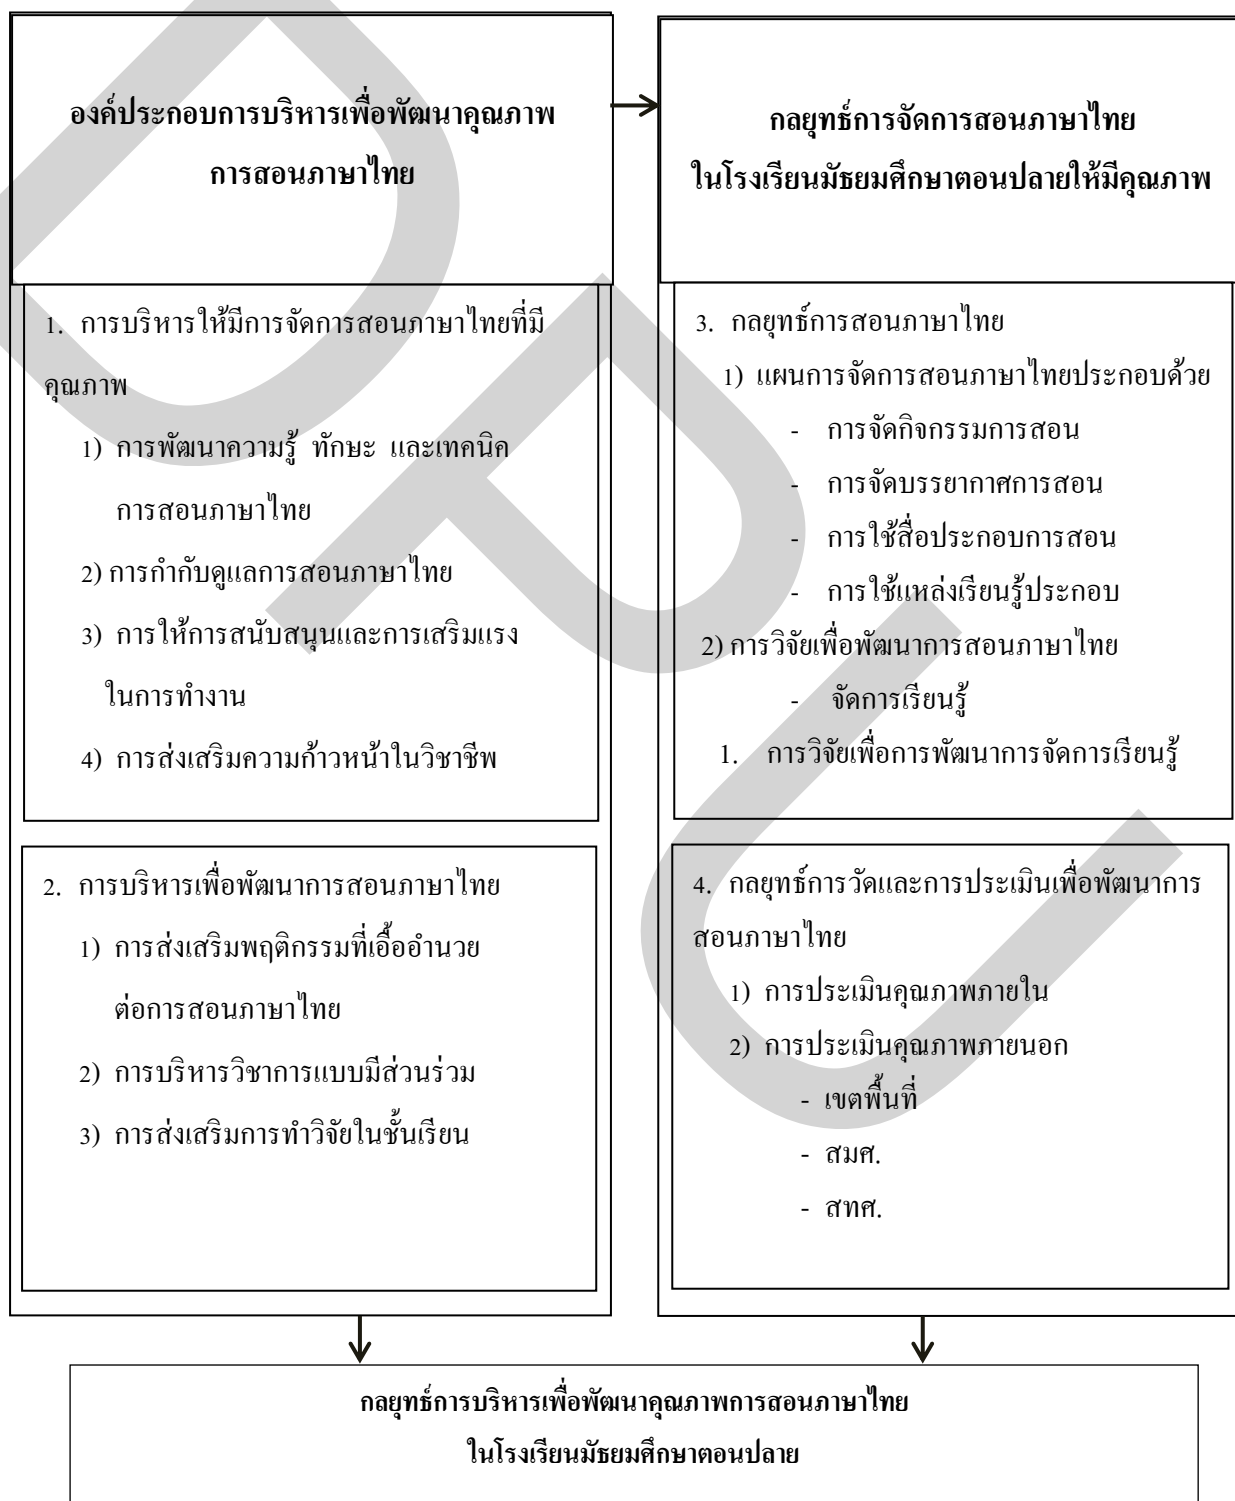 องค์ประกอบการบริหารเพื่อพัฒนาคุณภาพ
การสอนภาษาไทย
1. การบริหารให้มีการจัดการสอนภาษาไทยที่มี
คุณภาพ
1) การพัฒนาความรู้ ทักษะ และเทคนิค
การสอนภาษาไทย
2) การกำกับดูแลการสอนภาษาไทย
3) การให้การสนับสนุนและการเสริมแรง
ในการทำงาน
4) การส่งเสริมความก้าวหน้าในวิชาชีพ
2. การบริหารเพื่อพัฒนาการสอนภาษาไทย
1) การส่งเสริมพฤติกรรมที่เอื้ออำนวย
ต่อการสอนภาษาไทย
2) การบริหารวิชาการแบบมีส่วนร่วม
3) การส่งเสริมการทำวิจัยในชั้นเรียน
กลยุทธ์การจัดการสอนภาษาไทย
ในโรงเรียนมัธยมศึกษาตอนปลายให้มีคุณภาพ
3. กลยุทธ์การสอนภาษาไทย
1) แผนการจัดการสอนภาษาไทยประกอบด้วย
- การจัดกิจกรรมการสอน
- การจัดบรรยากาศการสอน
- การใช้สื่อประกอบการสอน
- การใช้แหล่งเรียนรู้ประกอบ
2) การวิจัยเพื่อพัฒนาการสอนภาษาไทย
- จัดการเรียนรู้
1. การวิจัยเพื่อการพัฒนาการจัดการเรียนรู้
4. กลยุทธ์การวัดและการประเมินเพื่อพัฒนาการ
สอนภาษาไทย
1) การประเมินคุณภาพภายใน
2) การประเมินคุณภาพภายนอก
- เขตพื้นที่
- สมศ.
- สทศ.
กลยุทธ์การบริหารเพื่อพัฒนาคุณภาพการสอนภาษาไทย
ในโรงเรียนมัธยมศึกษาตอนปลาย
DPU